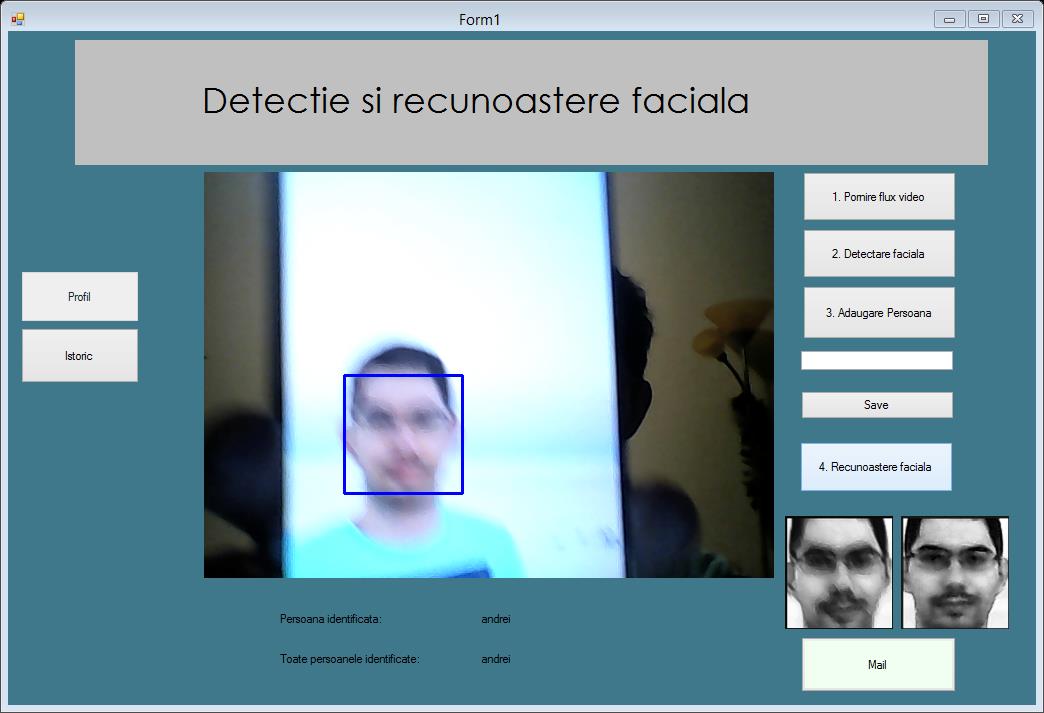 Form1
Detectie si recunoastere faciala
1. Pornire flux video
2. Detectare faciala
Profil
3. Adaugare Persoana
Istoric
Save
4. Recunoastere faciala
Persoana identificata: andrei
Toate persoanele identificate: andrei
Mail